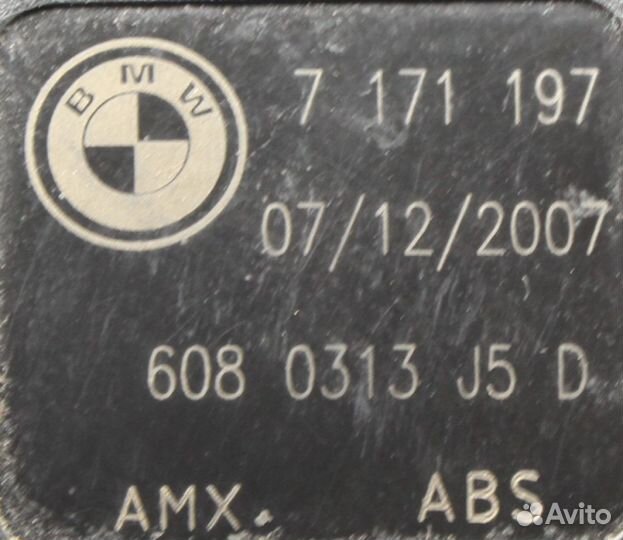 BMW
7 171 197
07/12/2007
608 0313 J5 D
AMX. ABS
Avito